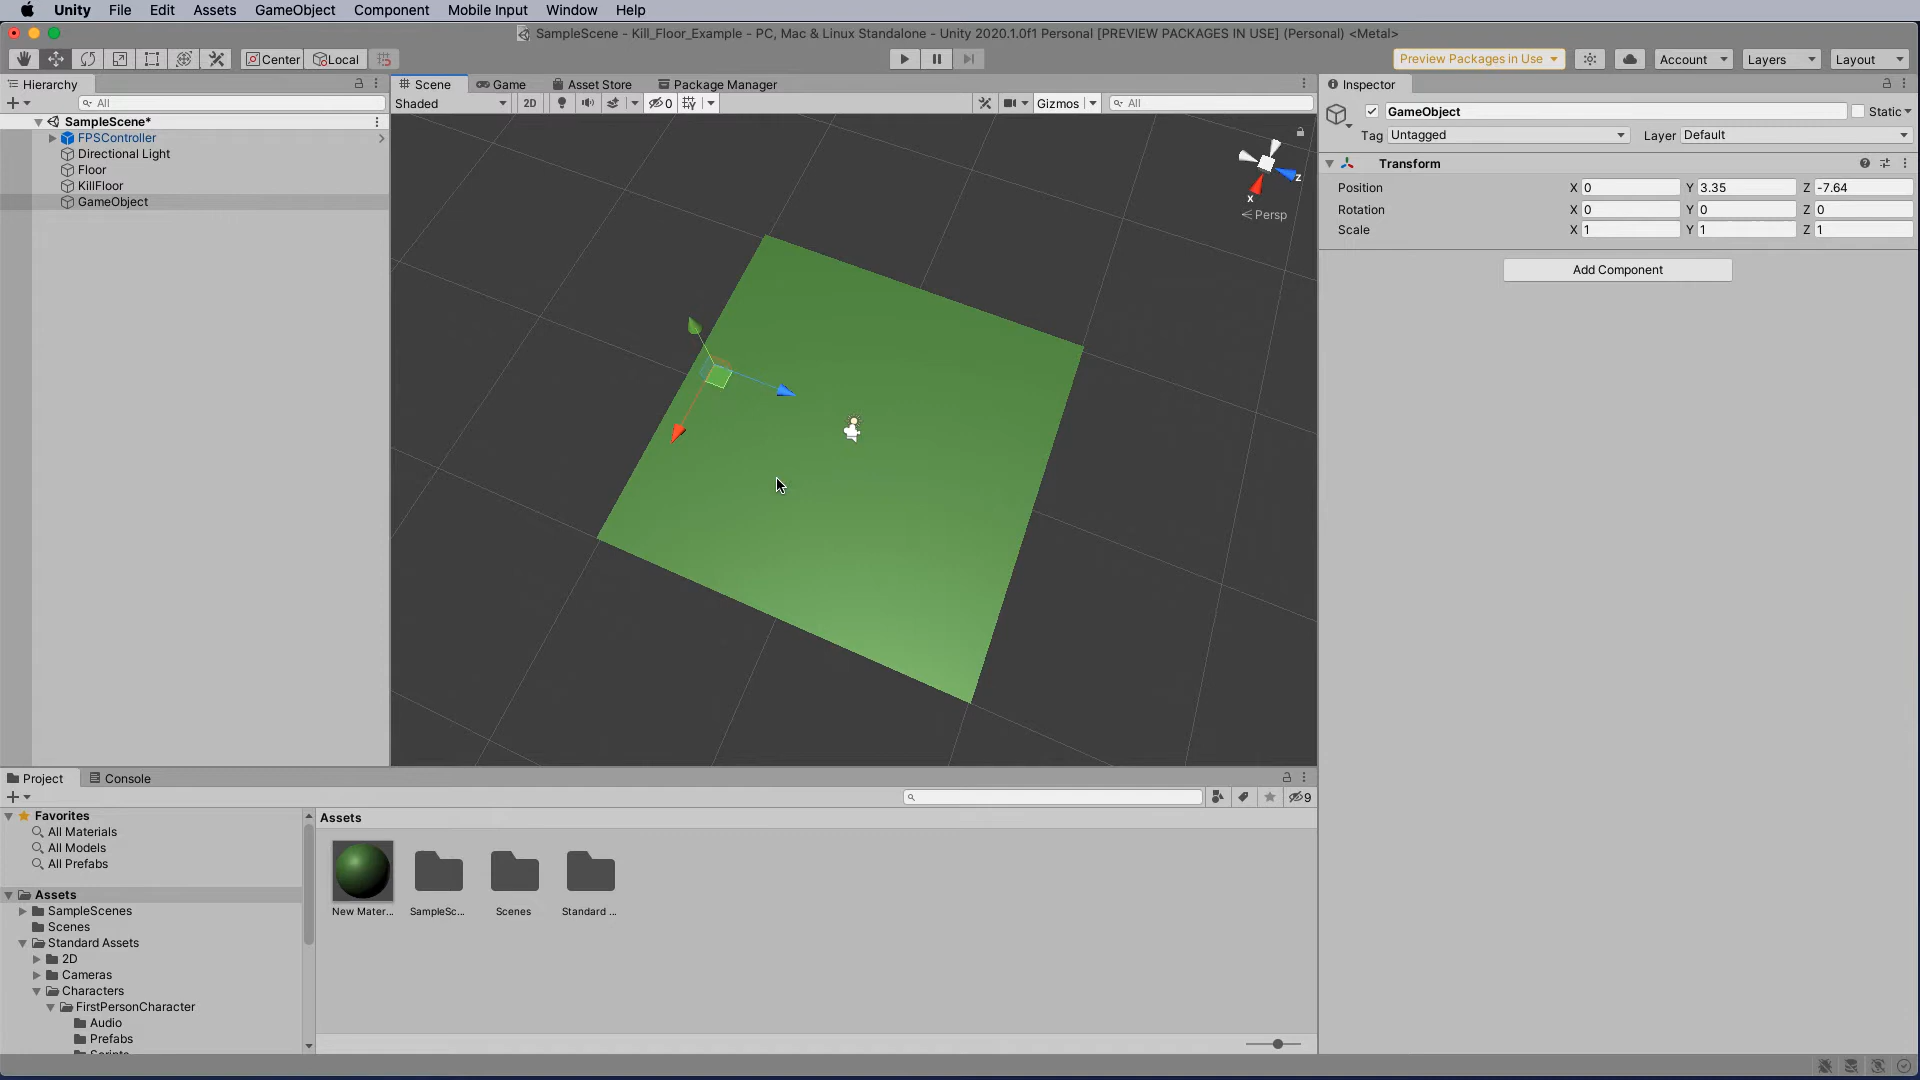 Unity File Edit Assets GameObject Component Mobile Input Window Help
SampleScene - Kill_Floor_Example - PC, Mac & Linux Standalone - Unity 2020.1.0f1 Personal [PREVIEW PACKAGES IN USE] (Personal) <Metal>
Center Local Preview Packages in Use Account Layers Layout
Hierarchy
All
SampleScene*
FPSController
Directional Light
Floor
KillFloor
GameObject
Scene Game Asset Store Package Manager
Shaded 2D 0 Gizmos All
x z
Persp
Inspector
GameObject Static
Tag Untagged Layer Default
Transform
Position X 0 Y 3.35 Z -7.64
Rotation X 0 Y 0 Z 0
Scale X 1 Y 1 Z 1
Add Component
Project Console
9
Favorites
All Materials
All Models
All Prefabs
Assets
SampleScenes
Scenes
Standard Assets
2D
Cameras
Characters
FirstPersonCharacter
Audio
Prefabs
Scripts
Assets
New Mater... SampleSc... Scenes Standard ...